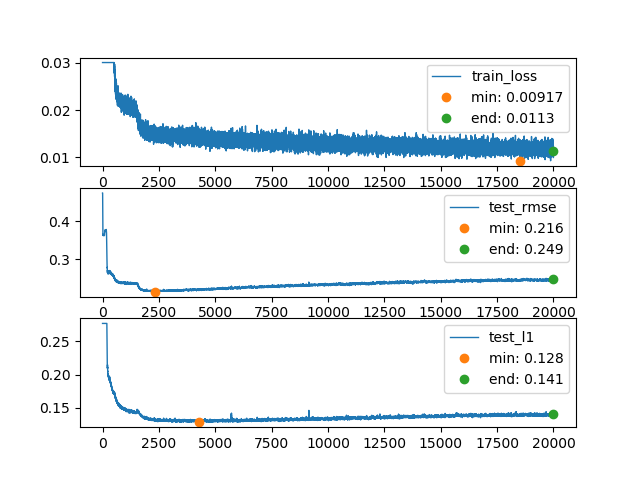 0.03
0.02
0.01
train_loss
min: 0.00917
end: 0.0113
0 2500 5000 7500 10000 12500 15000 17500 20000
0.4
0.3
test_rmse
min: 0.216
end: 0.249
0 2500 5000 7500 10000 12500 15000 17500 20000
0.25
0.20
0.15
test_l1
min: 0.128
end: 0.141
0 2500 5000 7500 10000 12500 15000 17500 20000